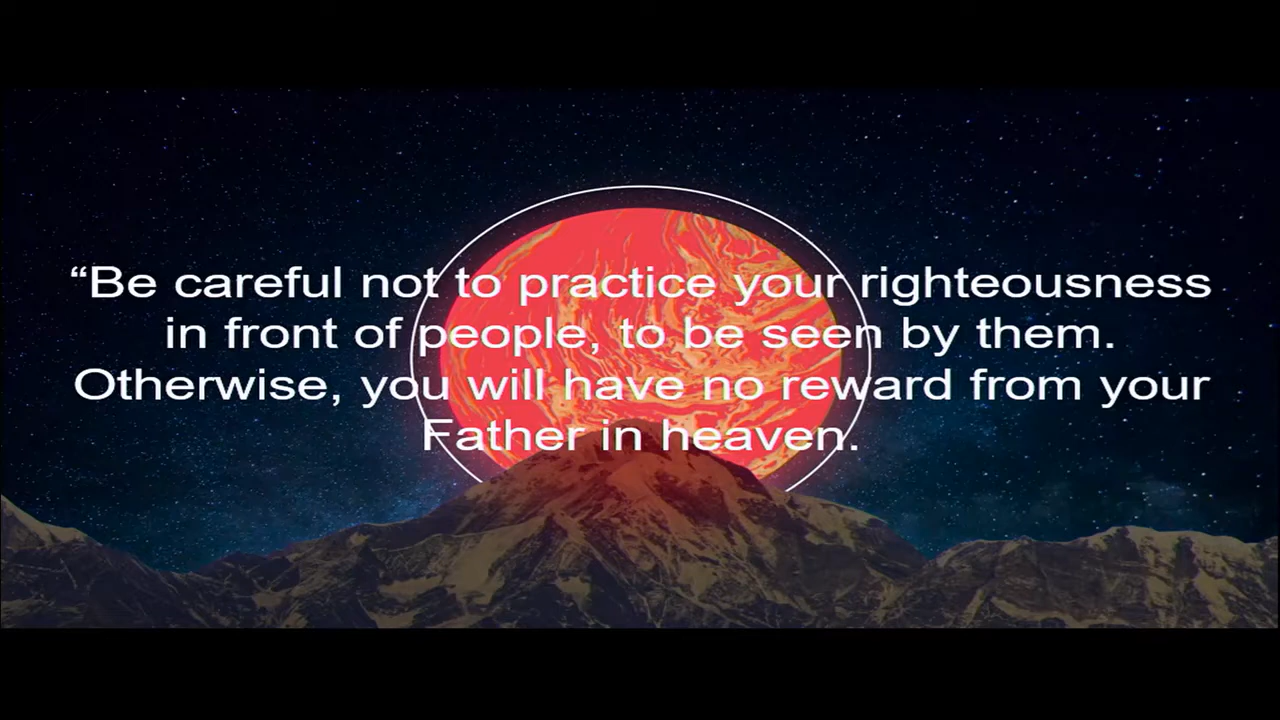 “Be careful not to practice your righteousness
in front of people, to be seen by them.
Otherwise, you will have no reward from your
Father in heaven.